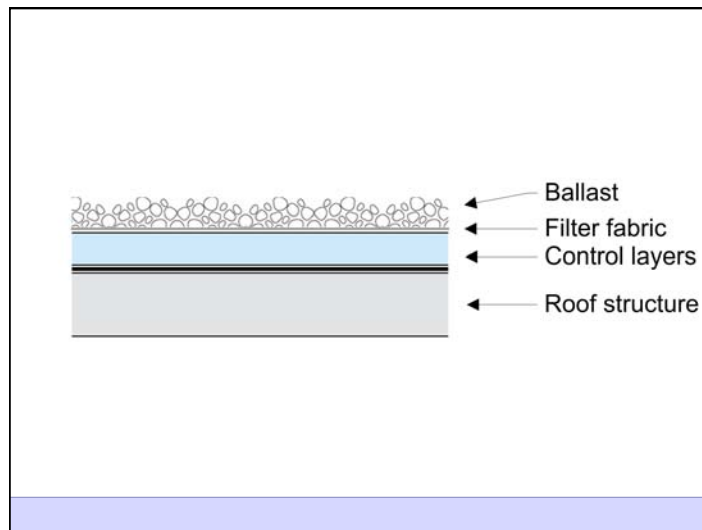 Ballast
Filter fabric
Control layers
Roof structure